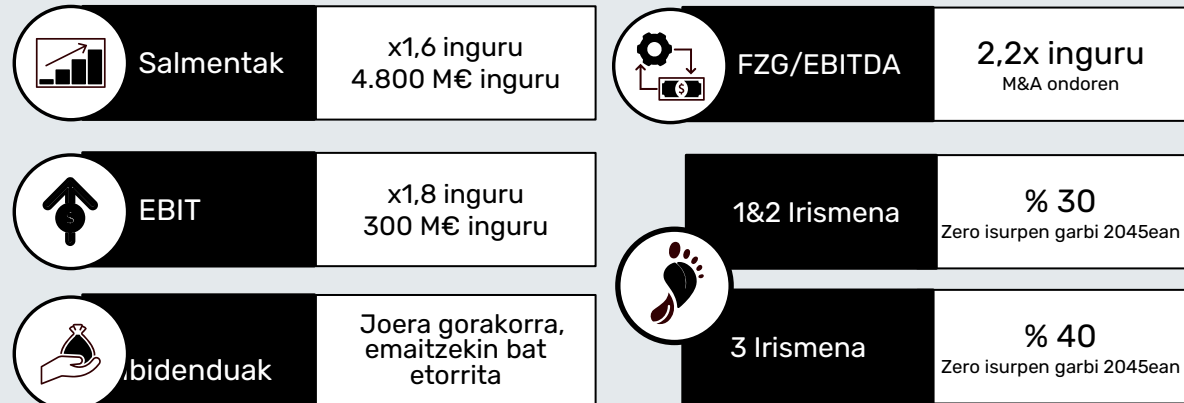 Salmentak
x1,6 inguru
4.800 M€ inguru
EBIT
x1,8 inguru
300 M€ inguru
bidenduak
Joera gorakorra,
emaitzekin bat
etorrita
FZG/EBITDA
2,2x inguru
M&A ondoren
1&2 Irismena
% 30
Zero isurpen garbi 2045ean
3 Irismena
% 40
Zero isurpen garbi 2045ean